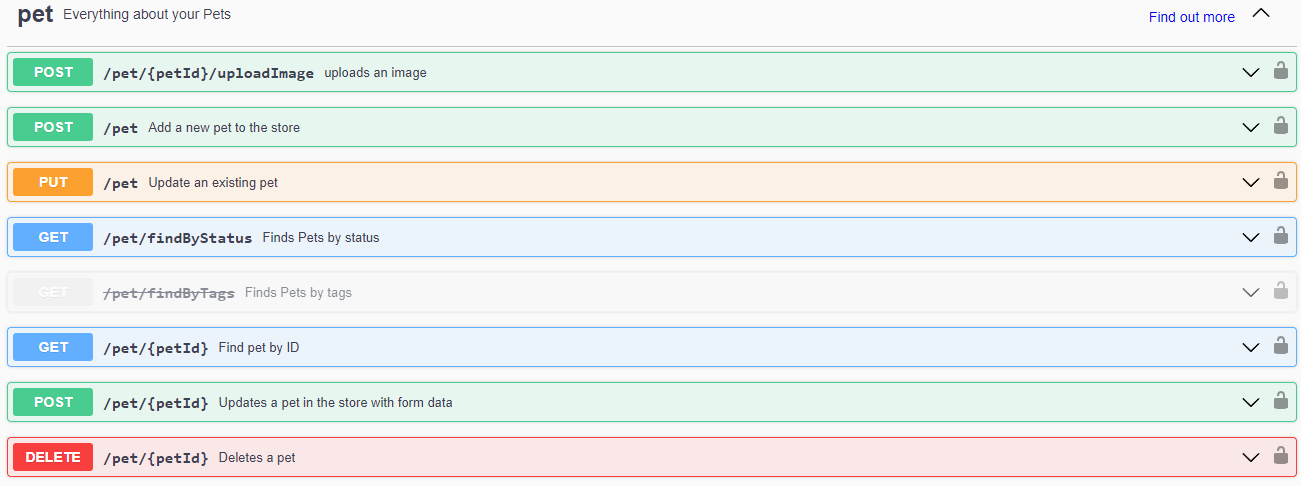 pet Everything about your Pets Find out more
POST /pet/{petId}/uploadImage uploads an image
POST /pet Add a new pet to the store
PUT /pet Update an existing pet
GET /pet/findByStatus Finds Pets by status
GET /pet/findByTags Finds Pets by tags
GET /pet/{petId} Find pet by ID
POST /pet/{petId} Updates a pet in the store with form data
DELETE /pet/{petId} Deletes a pet